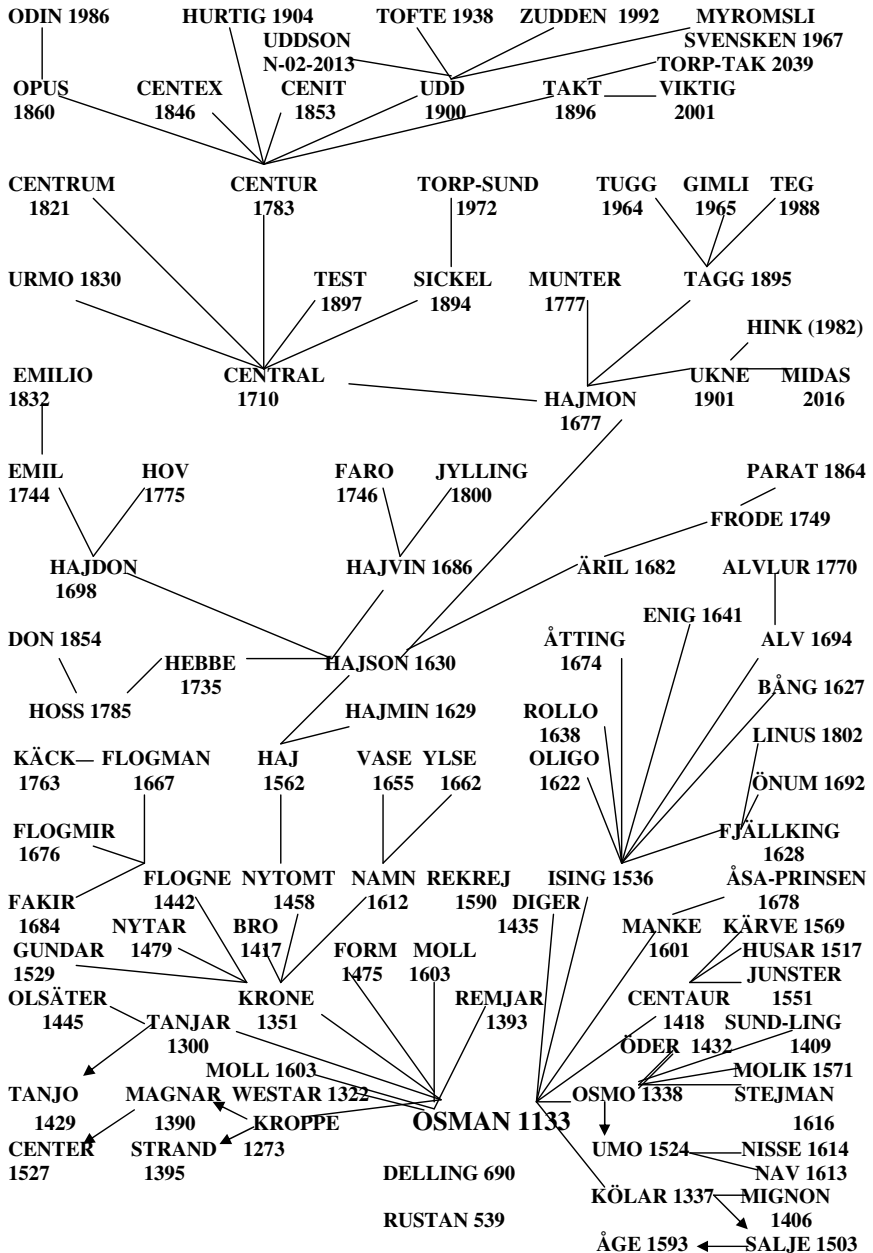 ODIN 1986 HURTIG 1904 TOFTE 1938 ZUDDEN 1992 MYROMSLI
UDDSON SVENSKEN 1967
N-02-2013 TORP-TAK 2039
OPUS CENTEX CENIT UDD TAKT VIKTIG
1860 1846 1853 1900 1896 2001
CENTRUM CENTUR TORP-SUND TUGG GIMLI TEG
1821 1783 1972 1964 1965 1988
URMO 1830 TEST SICKEL MUNTER TAGG 1895
1897 1894 1777
HINK (1982)
EMILIO CENTRAL UKNE MIDAS
1832 1710 HAJMON 1901 2016
1677
EMIL HOV FARO JYLLING PARAT 1864
1744 1775 1746 1800
FRODE 1749
HAJDON HAJVIN 1686 ÄRIL 1682 ALVLUR 1770
1698
ENIG 1641
DON 1854 ÅTTING ALV 1694
HEBBE HAJSON 1630 1674
1735 BÅNG 1627
HOSS 1785 HAJMIN 1629 ROLLO
1638 LINUS 1802
KÄCK FLOGMAN HAJ VASE YLSE OLIGO
1763 1667 1562 1655 1662 1622 ÖNUM 1692
FLOGMIR FJÄLLKING
1676 1628
FLOGNE NYTOMT NAMN REKREJ ISING 1536 ÅSA-PRINSEN
FAKIR 1442 1458 1612 1590 DIGER 1678
1684 NYTAR BRO 1435 MANKE KÄRVE 1569
GUNDAR 1479 1417 FORM MOLL 1601 HUSAR 1517
1529 1475 1603 JUNSTER
OLSÄTER KRONE REMJAR CENTAUR 1551
1445 TANJAR 1351 1393 1418 SUND-LING
1300 ÖDER 1432 1409
MOLL 1603 MOLIK 1571
TANJO MAGNAR WESTAR 1322 OSMO 1338 STEJMAN
1429 1390 KROPPE OSMAN 1133 1616
CENTER STRAND 1273 UMO 1524 NISSE 1614
1527 1395 DELLING 690 NAV 1613
KÖLAR 1337 MIGNON
RUSTAN 539 1406
ÅGE 1593 SALJE 1503